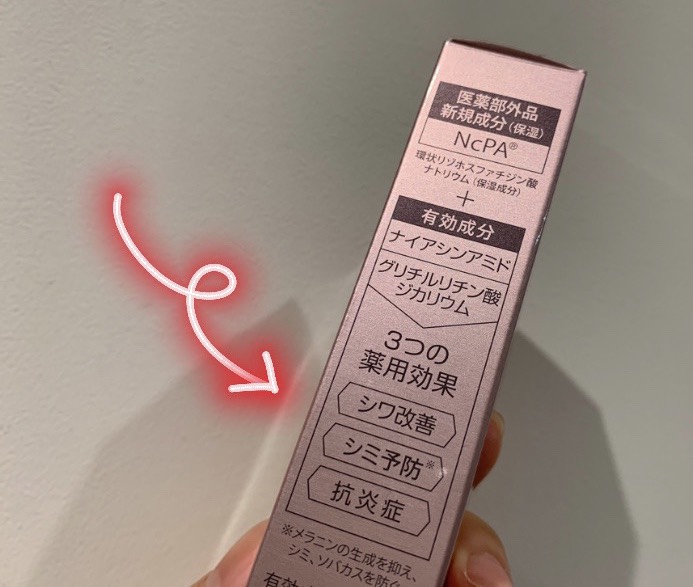 医薬部外品
新規成分(保湿)
NcPA®
環状リゾホスファチジン酸
ナトリウム(保湿成分)
+
有効成分
ナイアシンアミド
グリチルリチン酸
ジカリウム
3つの
薬用効果
シワ改善
シミ予防※
抗炎症
※メラニンの生成を抑え、
シミ、ソバカスを防ぐ
有効